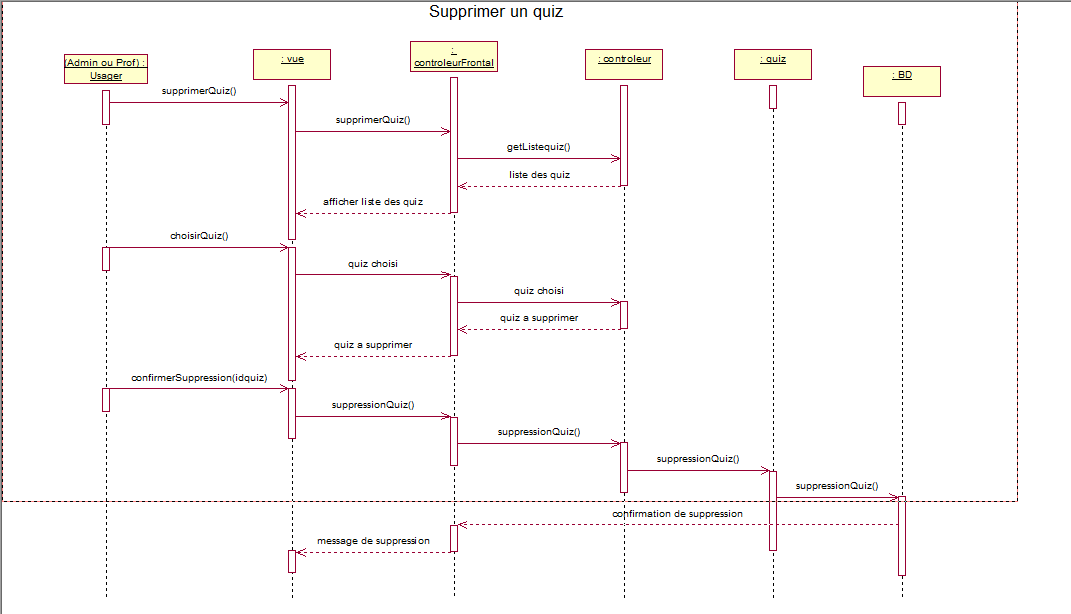 Supprimer un quiz
(Admin ou Prof) :
Usager
: vue
:
controleurFrontal
: controleur
: quiz
: BD
supprimerQuiz()
supprimerQuiz()
getListequiz()
liste des quiz
afficher liste des quiz
choisirQuiz()
quiz choisi
quiz choisi
quiz a supprimer
quiz a supprimer
confirmerSuppression(idquiz)
suppressionQuiz()
suppressionQuiz()
suppressionQuiz()
suppressionQuiz()
confirmation de suppression
message de suppression